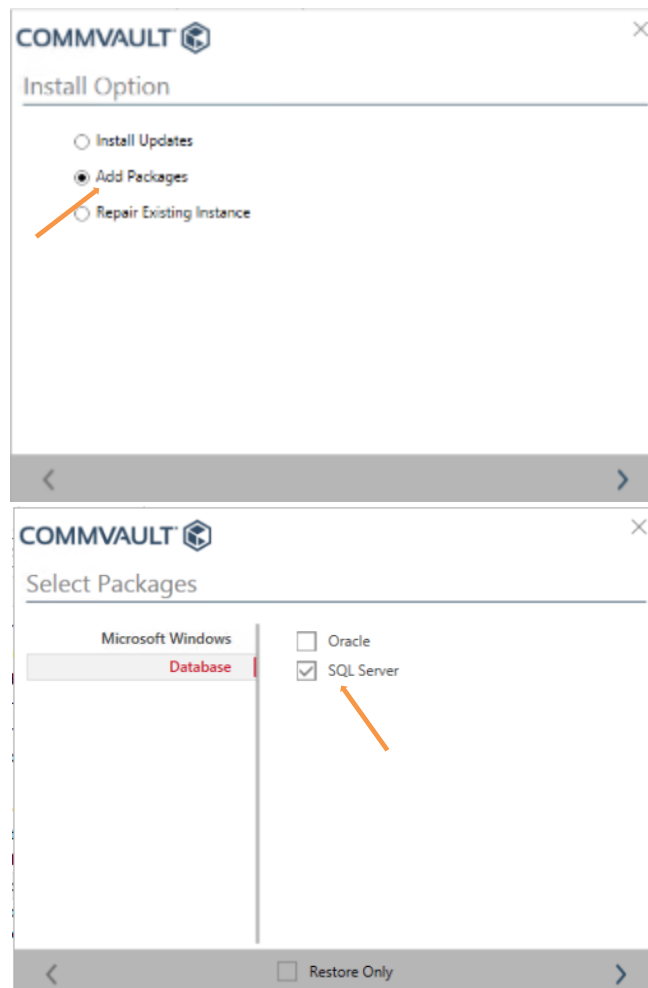 COMMVAULT
Install Option
Install Updates
Add Packages
Repair Existing Instance
COMMVAULT
Select Packages
Microsoft Windows
Database
Oracle
SQL Server
Restore Only